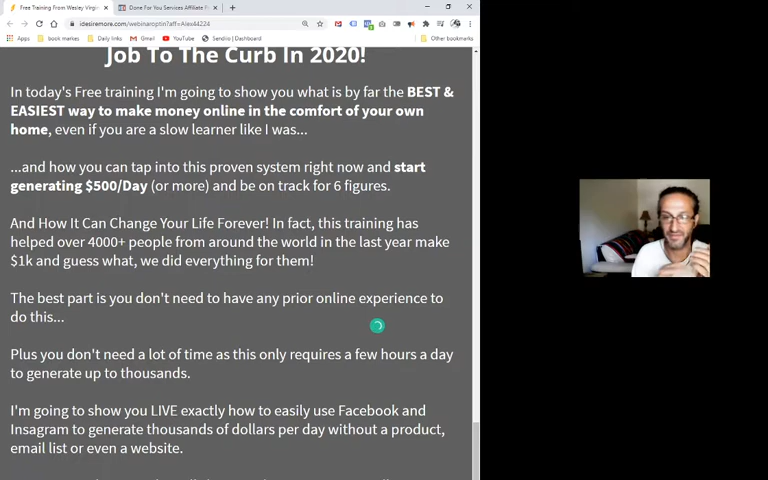 Free Training From Wesley Virgin
Done For You Services Affiliate P
idesiremore.com/webinaroptin?aff=Alex44224
Apps
book markes
Daily links
Gmail
YouTube
Sendiio | Dashboard
Other bookmarks
Job To The Curb In 2020!
In today's Free training I'm going to show you what is by far the BEST &
EASIEST way to make money online in the comfort of your own
home, even if you are a slow learner like I was...
...and how you can tap into this proven system right now and start
generating $500/Day (or more) and be on track for 6 figures.
And How It Can Change Your Life Forever! In fact, this training has
helped over 4000+ people from around the world in the last year make
$1k and guess what, we did everything for them!
The best part is you don't need to have any prior online experience to
do this...
Plus you don't need a lot of time as this only requires a few hours a day
to generate up to thousands.
I'm going to show you LIVE exactly how to easily use Facebook and
Insagram to generate thousands of dollars per day without a product,
email list or even a website.